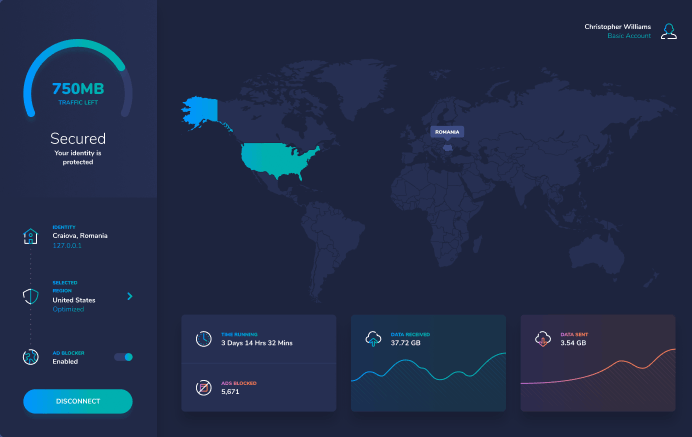 Christopher Williams
Basic Account
750MB
TRAFFIC LEFT
Secured
Your identity is
protected
ROMANIA
IDENTITY
Craiova, Romania
127.0.0.1
SELECTED
REGION
United States
Optimized
AD BLOCKER
Enabled
DISCONNECT
TIME RUNNING
3 Days 14 Hrs 32 Mins
ADS BLOCKED
5,671
DATA RECEIVED
37.72 GB
DATA SENT
3.54 GB